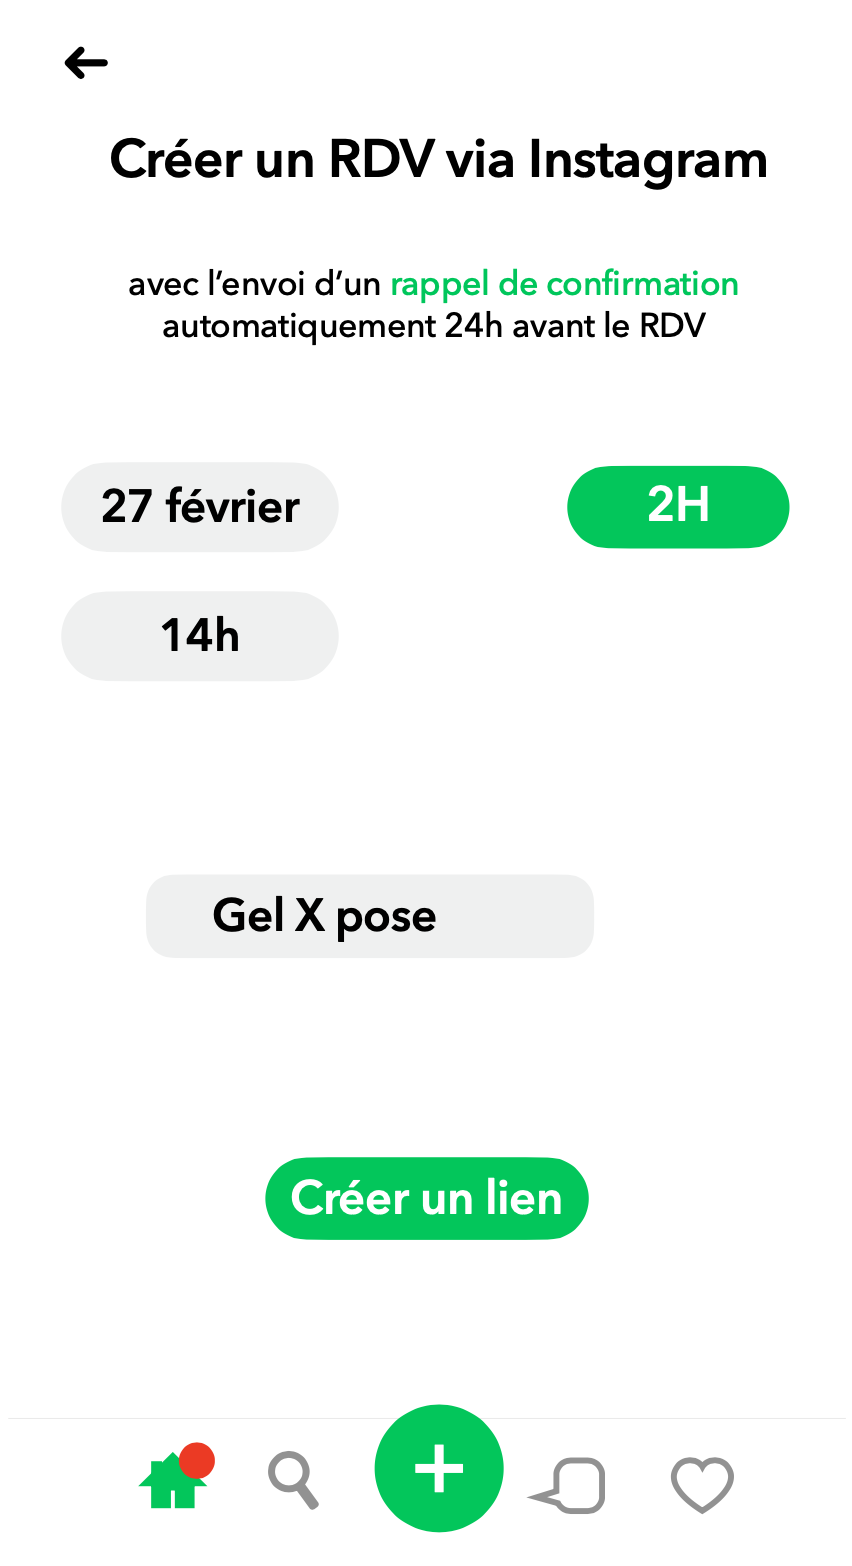 Créer un RDV via Instagram
avec l’envoi d’un rappel de confirmation
automatiquement 24h avant le RDV
27 février
2H
14h
Gel X pose
Créer un lien